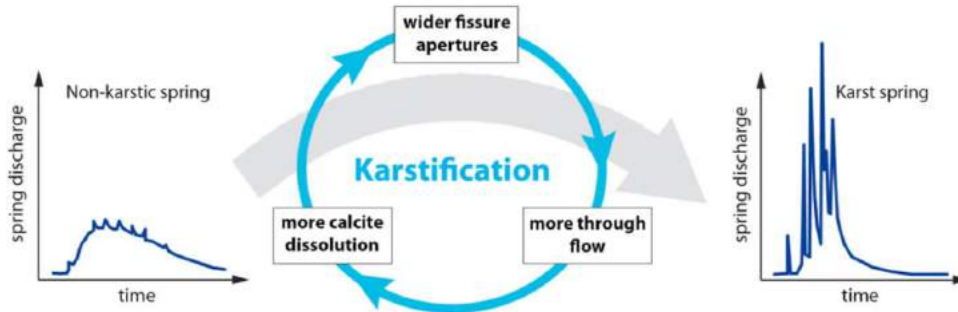 wider fissure
apertures
Non-karstic spring
Karst spring
spring discharge
spring discharge
Karstification
more calcite
dissolution
more through
flow
time
time